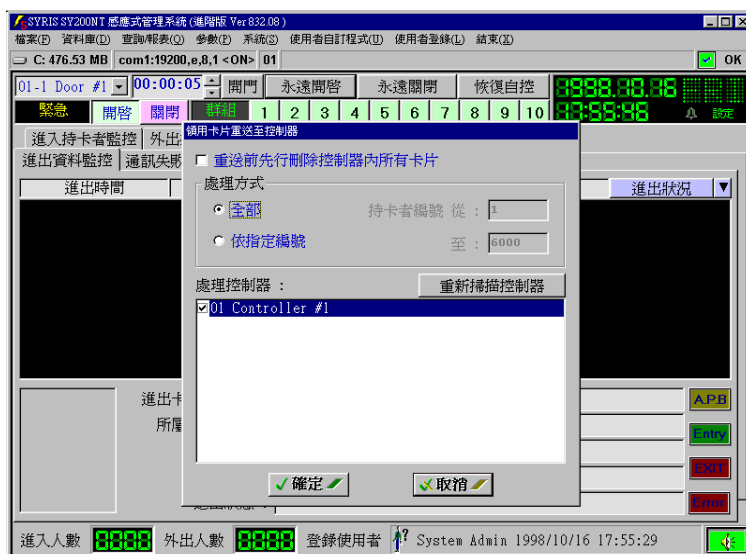 SYRIS SY200NT 感應式管理系統 (進階版 Ver 832.08 )
檔案(F) 資料庫(D) 查詢/報表(Q) 參數(P) 系統(S) 使用者自訂程式(U) 使用者登錄(L) 結束(X)
C: 476.53 MB com1:19200,e,8,1 <ON> 01 OK
01-1 Door #1 00:00:05 開門 永遠開啓 永遠關閉 恢復自控
緊急 開啓 關閉 群組 1 2 3 4 5 6 7 8 9 10 設定
進入持卡者監控 外出
領用卡片重送至控制器
進出資料監控 通訊失敗
重送前先行刪除控制器內所有卡片
進出時間 進出狀況
處理方式
全部 持卡者編號 從 : 1
依指定編號 至 : 6000
處理控制器 : 重新掃描控制器
01 Controller #1
進出卡
A.P.B
所屬
Entry
EXIT
確定 取消
Error
進入人數 8888 外出人數 8888 登錄使用者 System Admin 1998/10/16 17:55:29